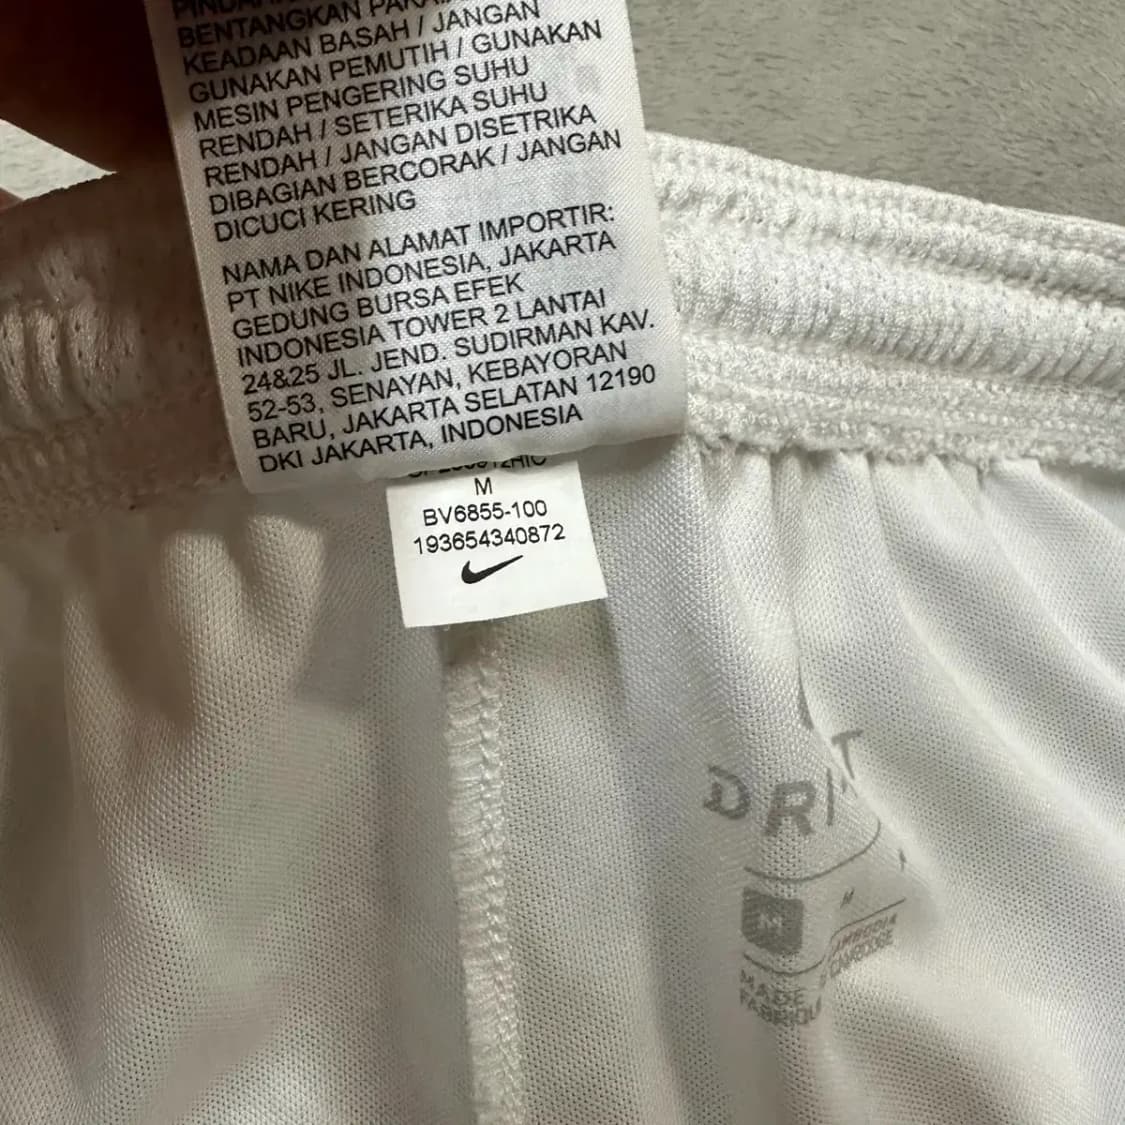 BENTANGKAN
KEADAAN BASAH / JANGAN
GUNAKAN PEMUTIH / GUNAKAN
MESIN PENGERING SUHU
RENDAH / SETERIKA SUHU
RENDAH / JANGAN DISETRIKA
DIBAGIAN BERCORAK / JANGAN
DICUCI KERING
NAMA DAN ALAMAT IMPORTIR:
PT NIKE INDONESIA, JAKARTA
GEDUNG BURSA EFEK
INDONESIA TOWER 2 LANTAI
24&25 JL. JEND. SUDIRMAN KAV.
52-53, SENAYAN, KEBAYORAN
BARU, JAKARTA SELATAN 12190
DKI JAKARTA, INDONESIA
M
BV6855-100
193654340872
DRI
M
MADE